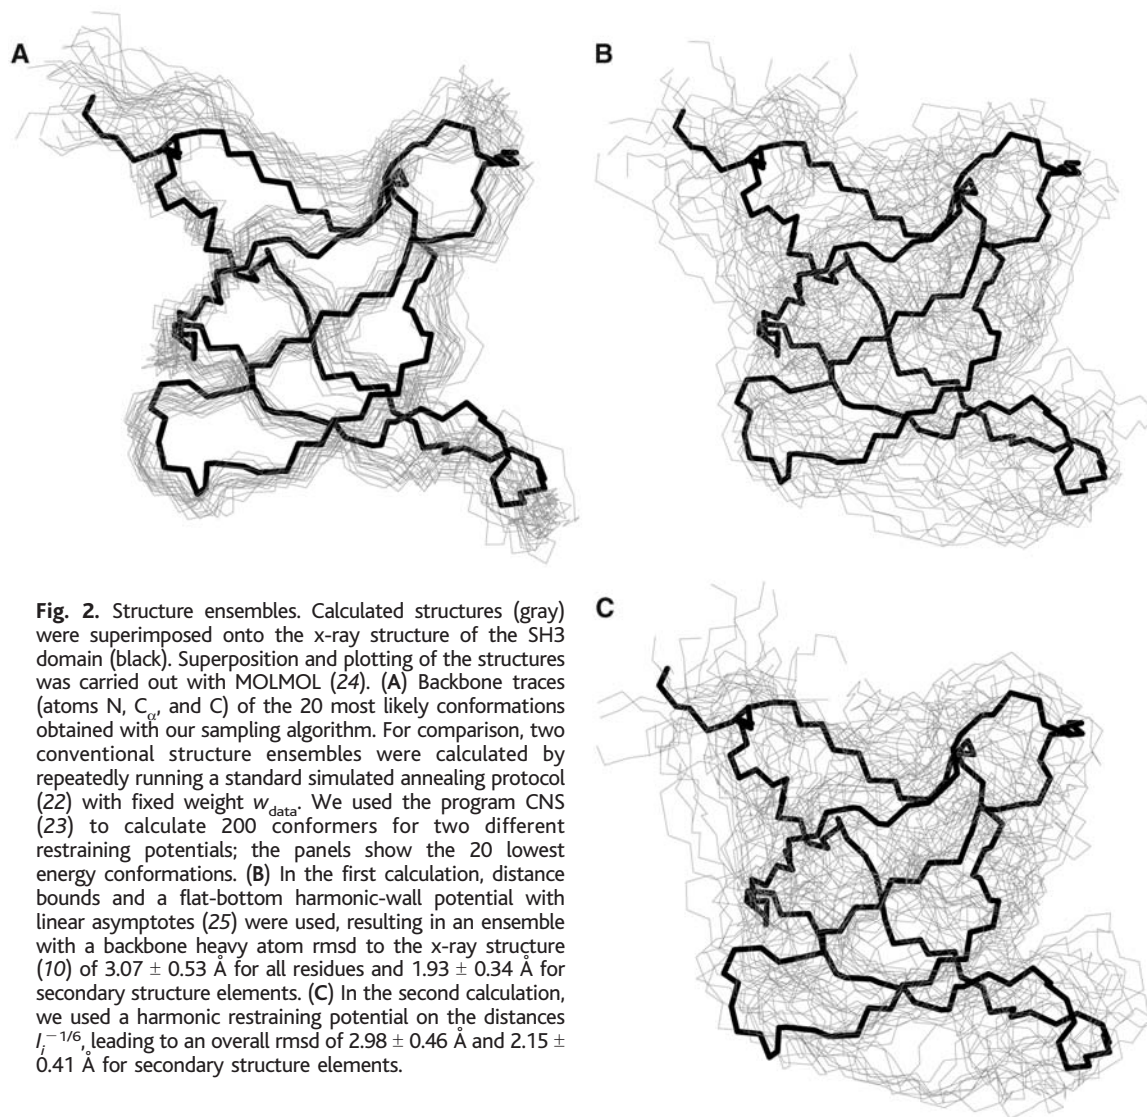 A
B
C
Fig. 2. Structure ensembles. Calculated structures (gray)
were superimposed onto the x-ray structure of the SH3
domain (black). Superposition and plotting of the structures
was carried out with MOLMOL (24). (A) Backbone traces
(atoms N, Cα, and C) of the 20 most likely conformations
obtained with our sampling algorithm. For comparison, two
conventional structure ensembles were calculated by
repeatedly running a standard simulated annealing protocol
(22) with fixed weight wdata. We used the program CNS
(23) to calculate 200 conformers for two different
restraining potentials; the panels show the 20 lowest
energy conformations. (B) In the first calculation, distance
bounds and a flat-bottom harmonic-wall potential with
linear asymptotes (25) were used, resulting in an ensemble
with a backbone heavy atom rmsd to the x-ray structure
(10) of 3.07 ± 0.53 Å for all residues and 1.93 ± 0.34 Å for
secondary structure elements. (C) In the second calculation,
we used a harmonic restraining potential on the distances
Iᵢ⁻¹/⁶, leading to an overall rmsd of 2.98 ± 0.46 Å and 2.15 ±
0.41 Å for secondary structure elements.